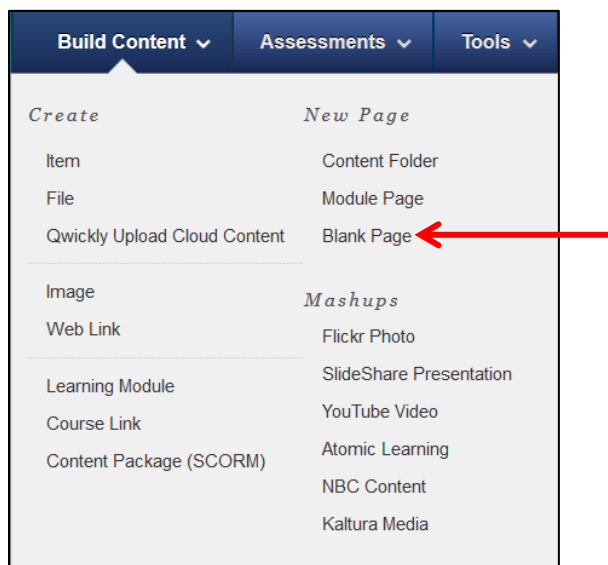 Build Content
Assessments
Tools
Create
Item
File
Qwickly Upload Cloud Content
Image
Web Link
Learning Module
Course Link
Content Package (SCORM)
New Page
Content Folder
Module Page
Blank Page
Mashups
Flickr Photo
SlideShare Presentation
YouTube Video
Atomic Learning
NBC Content
Kaltura Media